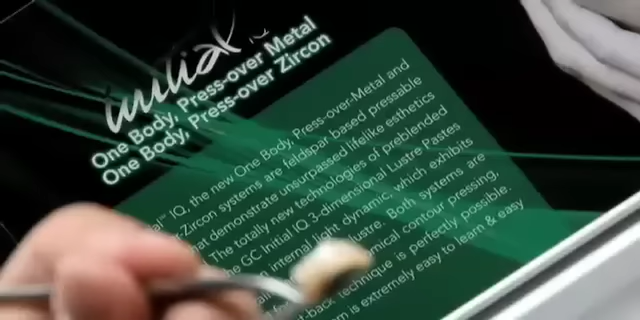 Initial IQ
One Body, Press-over Metal
One Body, Press-over Zircon
IQ, the new One Body, Press-over-Metal and
-Zircon systems are feldspar based pressable
that demonstrate unsurpassed lifelike esthetics
The totally new technologies of preblended
the GC Initial IQ 3-dimensional Lustre Pastes
internal light dynamic, which exhibits
lustre. Both systems are
contour pressing,
technique is perfectly possible.
is extremely easy to learn & easy